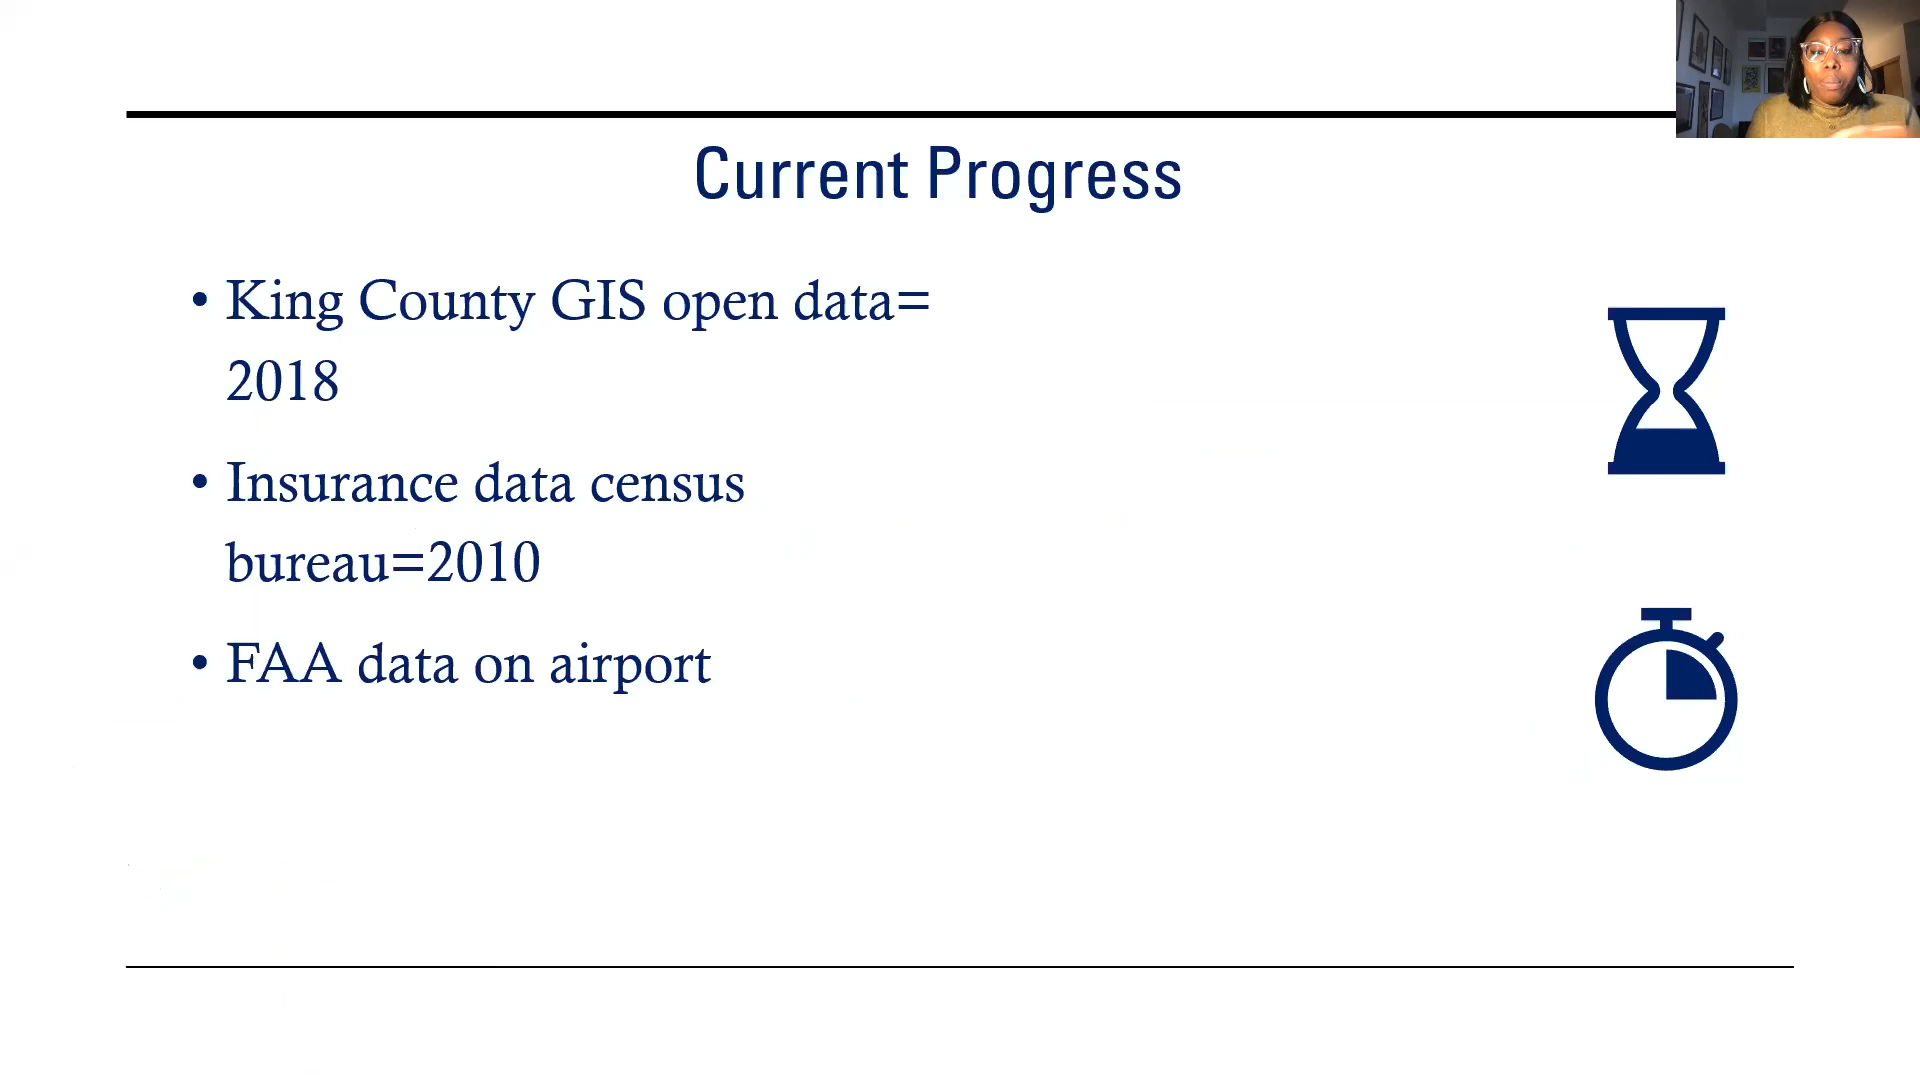 Current Progress
• King County GIS open data=
2018
• Insurance data census
bureau=2010
• FAA data on airport